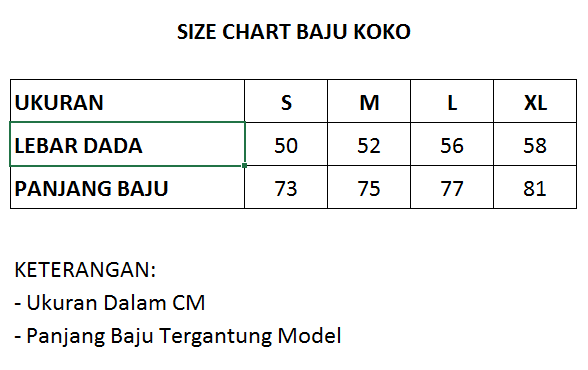 SIZE CHART BAJU KOKO
UKURAN S M L XL
LEBAR DADA 50 52 56 58
PANJANG BAJU 73 75 77 81
KETERANGAN:
- Ukuran Dalam CM
- Panjang Baju Tergantung Model